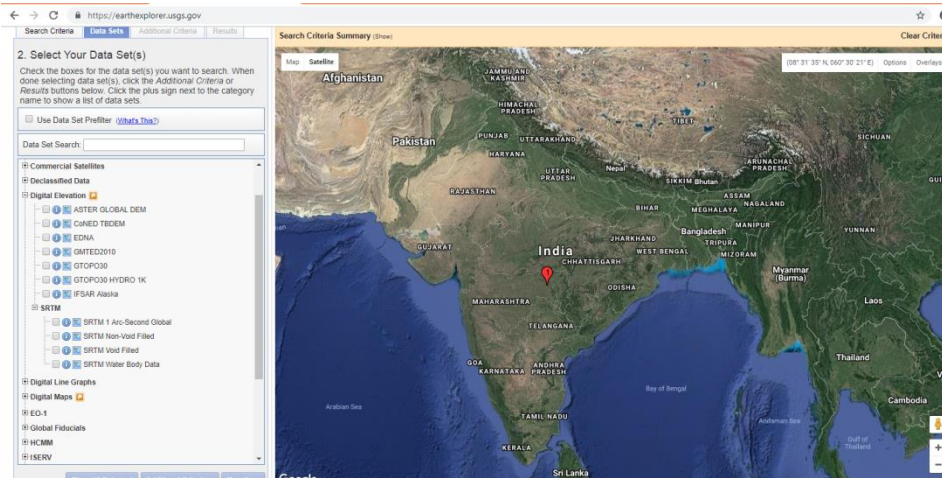 https://earthexplorer.usgs.gov
Search Criteria Data Sets Additional Criteria Results
2. Select Your Data Set(s)
Check the boxes for the data set(s) you want to search. When
done selecting data set(s), click the Additional Criteria or
Results buttons below. Click the plus sign next to the category
name to show a list of data sets.
Use Data Set Prefilter (What's This?)
Data Set Search:
Commercial Satellites
Declassified Data
Digital Elevation
ASTER GLOBAL DEM
CoNED TBDEM
EDNA
GMTED2010
GTOPO30
GTOPO30 HYDRO 1K
IFSAR Alaska
SRTM
SRTM 1 Arc-Second Global
SRTM Non-Void Filled
SRTM Void Filled
SRTM Water Body Data
Digital Line Graphs
Digital Maps
EO-1
Global Fiducials
HCMM
ISERV
Search Criteria Summary (Show)
Clear Criter
Map Satellite
(08° 31' 35" N, 060° 30' 21" E) Options Overlays
Afghanistan
JAMMU AND
KASHMIR
HIMACHAL
PRADESH
TIBET
SICHUAN
Pakistan
PUNJAB
UTTARAKHAND
HARYANA
UTTAR
PRADESH
Nepal
SIKKIM Bhutan
ARUNACHAL
PRADESH
GUI
RAJASTHAN
ASSAM
NAGALAND
BIHAR
MEGHALAYA
MANIPUR
YUNNAN
Bangladesh
JHARKHAND
TRIPURA
GUJARAT
India
WEST BENGAL
MIZORAM
CHHATTISGARH
Myanmar
(Burma)
ODISHA
MAHARASHTRA
Laos
TELANGANA
Thailand
GOA
KARNATAKA
ANDHRA
PRADESH
Bay of Bengal
Arabian Sea
Cambodia
TAMIL NADU
Andaman Sea
Gulf of
Thailand
KERALA
Sri Lanka
Google